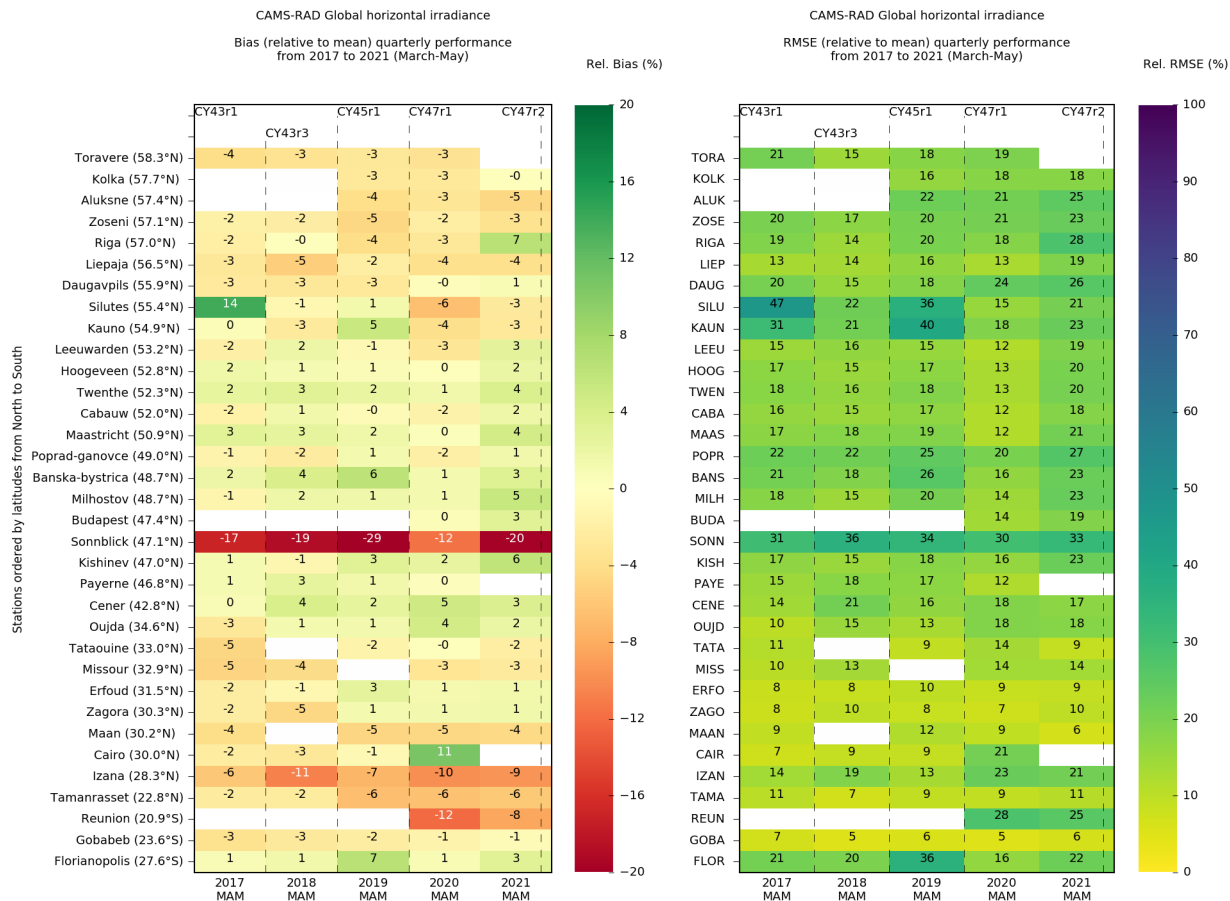 CAMS-RAD Global horizontal irradiance
Bias (relative to mean) quarterly performance
from 2017 to 2021 (March-May)
Rel. Bias (%)
CY43r1 CY45r1 CY47r1 CY47r2
CY43r3
Stations ordered by latitudes from North to South
Toravere (58.3°N) -4 -3 -3 -3
Kolka (57.7°N) -3 -3 -0
Aluksne (57.4°N) -4 -3 -5
Zoseni (57.1°N) -2 -2 -5 -2 -3
Riga (57.0°N) -2 -0 -4 -3 7
Liepaja (56.5°N) -3 -5 -2 -4 -4
Daugavpils (55.9°N) -3 -3 -3 -0 1
Silutes (55.4°N) 14 -1 1 -6 -3
Kauno (54.9°N) 0 -3 5 -4 -3
Leeuwarden (53.2°N) -2 2 -1 -3 3
Hoogeveen (52.8°N) 2 1 1 0 2
Twenthe (52.3°N) 2 3 2 1 4
Cabauw (52.0°N) -2 1 -0 -2 2
Maastricht (50.9°N) 3 3 2 0 4
Poprad-ganovce (49.0°N) -1 -2 1 -2 1
Banska-bystrica (48.7°N) 2 4 6 1 3
Milhostov (48.7°N) -1 2 1 1 5
Budapest (47.4°N) 0 3
Sonnblick (47.1°N) -17 -19 -29 -12 -20
Kishinev (47.0°N) 1 -1 3 2 6
Payerne (46.8°N) 1 3 1 0
Cener (42.8°N) 0 4 2 5 3
Oujda (34.6°N) -3 1 1 4 2
Tataouine (33.0°N) -5 -2 -0 -2
Missour (32.9°N) -5 -4 -3 -3
Erfoud (31.5°N) -2 -1 3 1 1
Zagora (30.3°N) -2 -5 1 1 1
Maan (30.2°N) -4 -5 -5 -4
Cairo (30.0°N) -2 -3 -1 11
Izana (28.3°N) -6 -11 -7 -10 -9
Tamanrasset (22.8°N) -2 -2 -6 -6 -6
Reunion (20.9°S) -12 -8
Gobabeb (23.6°S) -3 -3 -2 -1 -1
Florianopolis (27.6°S) 1 1 7 1 3
2017 2018 2019 2020 2021
MAM MAM MAM MAM MAM
20
16
12
8
4
0
−4
−8
−12
−16
−20
CAMS-RAD Global horizontal irradiance
RMSE (relative to mean) quarterly performance
from 2017 to 2021 (March-May)
Rel. RMSE (%)
CY43r1 CY45r1 CY47r1 CY47r2
CY43r3
TORA 21 15 18 19
KOLK 16 18 18
ALUK 22 21 25
ZOSE 20 17 20 21 23
RIGA 19 14 20 18 28
LIEP 13 14 16 13 19
DAUG 20 15 18 24 26
SILU 47 22 36 15 21
KAUN 31 21 40 18 23
LEEU 15 16 15 12 19
HOOG 17 15 17 13 20
TWEN 18 16 18 13 20
CABA 16 15 17 12 18
MAAS 17 18 19 12 21
POPR 22 22 25 20 27
BANS 21 18 26 16 23
MILH 18 15 20 14 23
BUDA 14 19
SONN 31 36 34 30 33
KISH 17 15 18 16 23
PAYE 15 18 17 12
CENE 14 21 16 18 17
OUJD 10 15 13 18 18
TATA 11 9 14 9
MISS 10 13 14 14
ERFO 8 8 10 9 9
ZAGO 8 10 8 7 10
MAAN 9 12 9 6
CAIR 7 9 9 21
IZAN 14 19 13 23 21
TAMA 11 7 9 9 11
REUN 28 25
GOBA 7 5 6 5 6
FLOR 21 20 36 16 22
2017 2018 2019 2020 2021
MAM MAM MAM MAM MAM
100
90
80
70
60
50
40
30
20
10
0